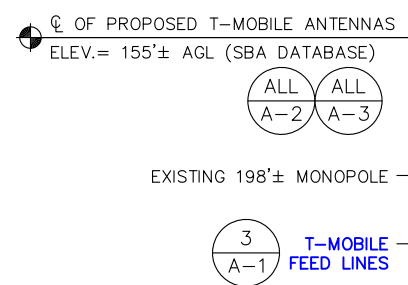 ℄ OF PROPOSED T-MOBILE ANTENNAS
ELEV.= 155'± AGL (SBA DATABASE)
ALL ALL
A-2 A-3
EXISTING 198'± MONOPOLE
3
A-1
T-MOBILE
FEED LINES